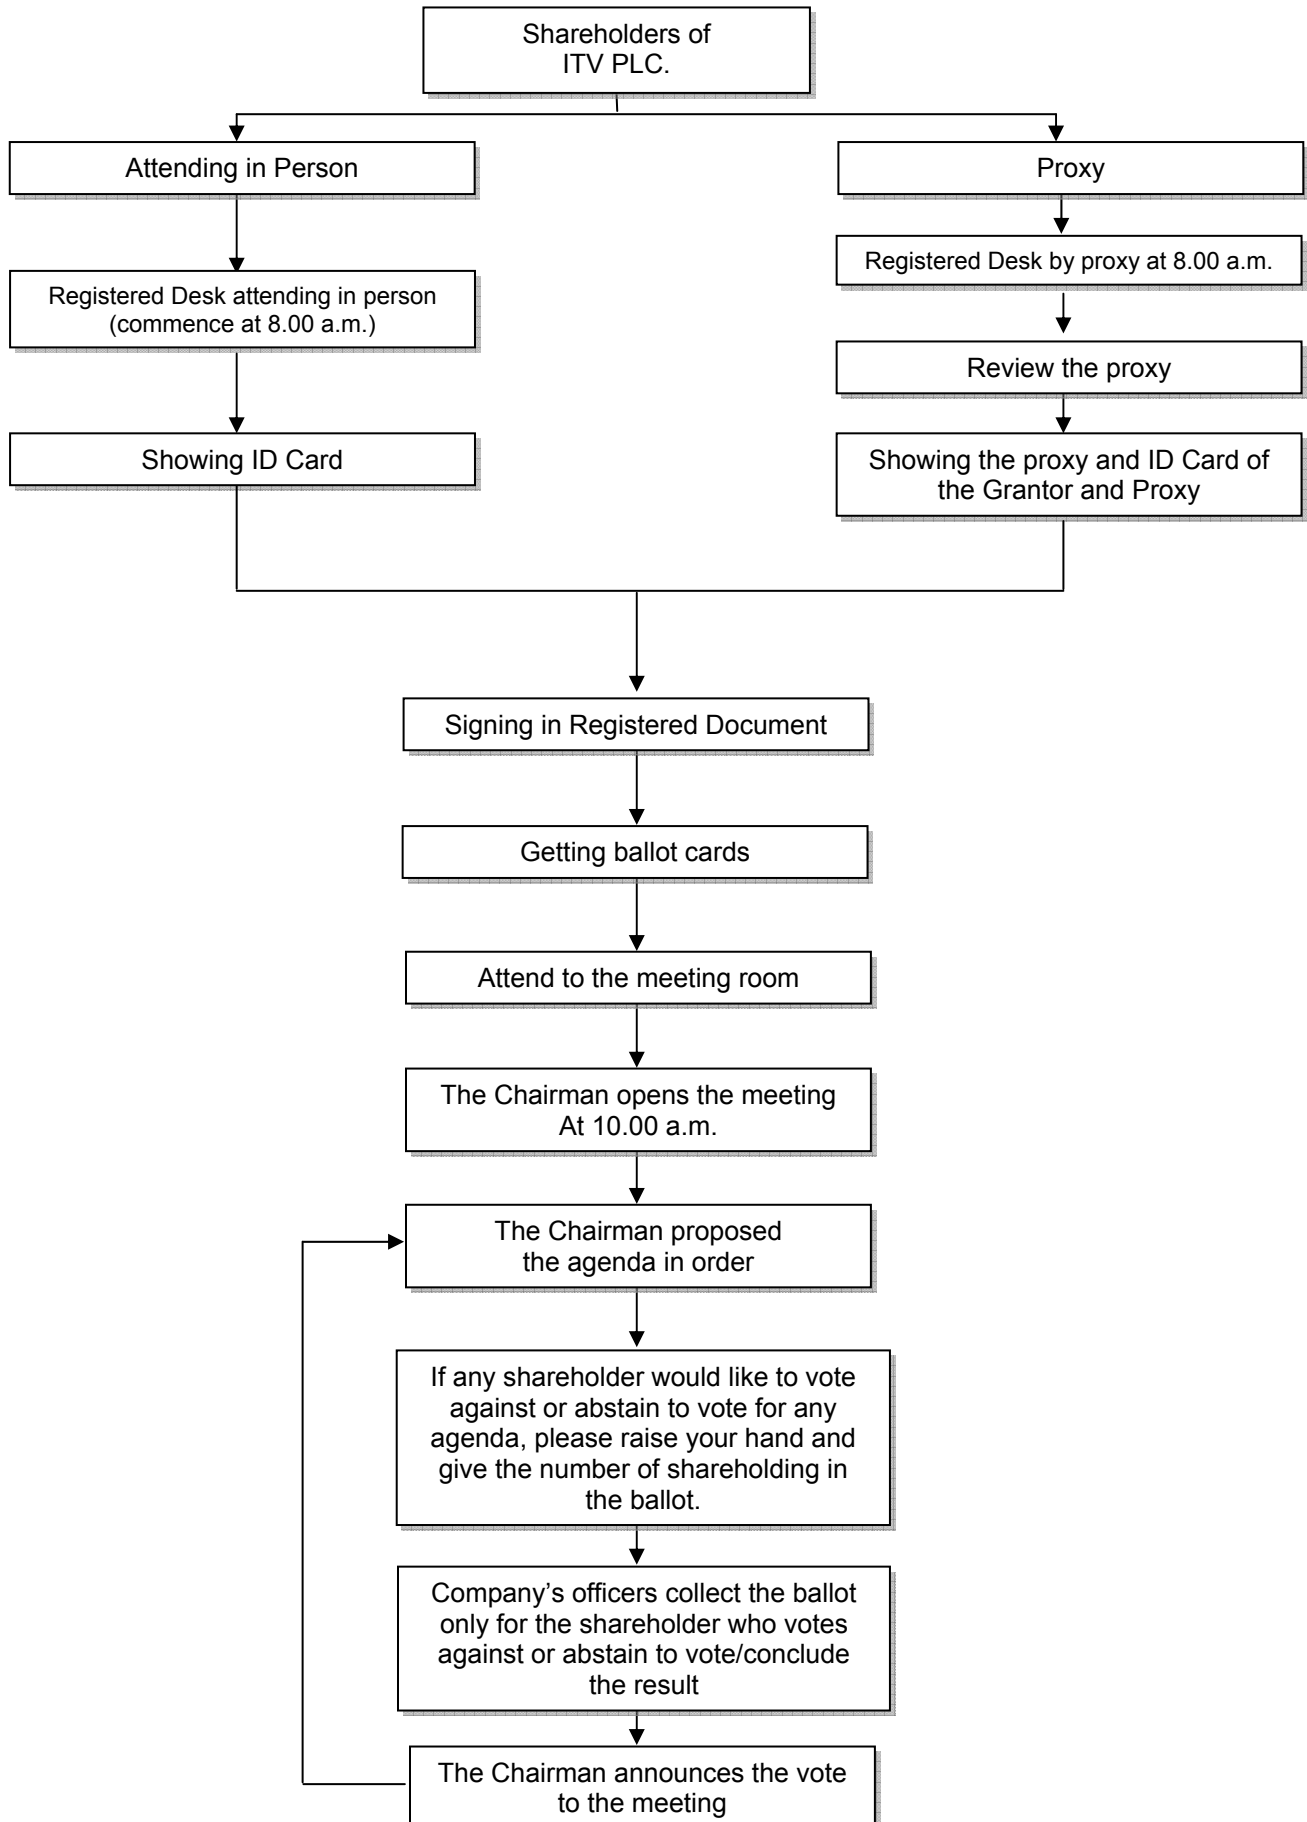 Shareholders of
ITV PLC.
Attending in Person
Proxy
Registered Desk attending in person
(commence at 8.00 a.m.)
Registered Desk by proxy at 8.00 a.m.
Review the proxy
Showing ID Card
Showing the proxy and ID Card of
the Grantor and Proxy
Signing in Registered Document
Getting ballot cards
Attend to the meeting room
The Chairman opens the meeting
At 10.00 a.m.
The Chairman proposed
the agenda in order
If any shareholder would like to vote
against or abstain to vote for any
agenda, please raise your hand and
give the number of shareholding in
the ballot.
Company’s officers collect the ballot
only for the shareholder who votes
against or abstain to vote/conclude
the result
The Chairman announces the vote
to the meeting